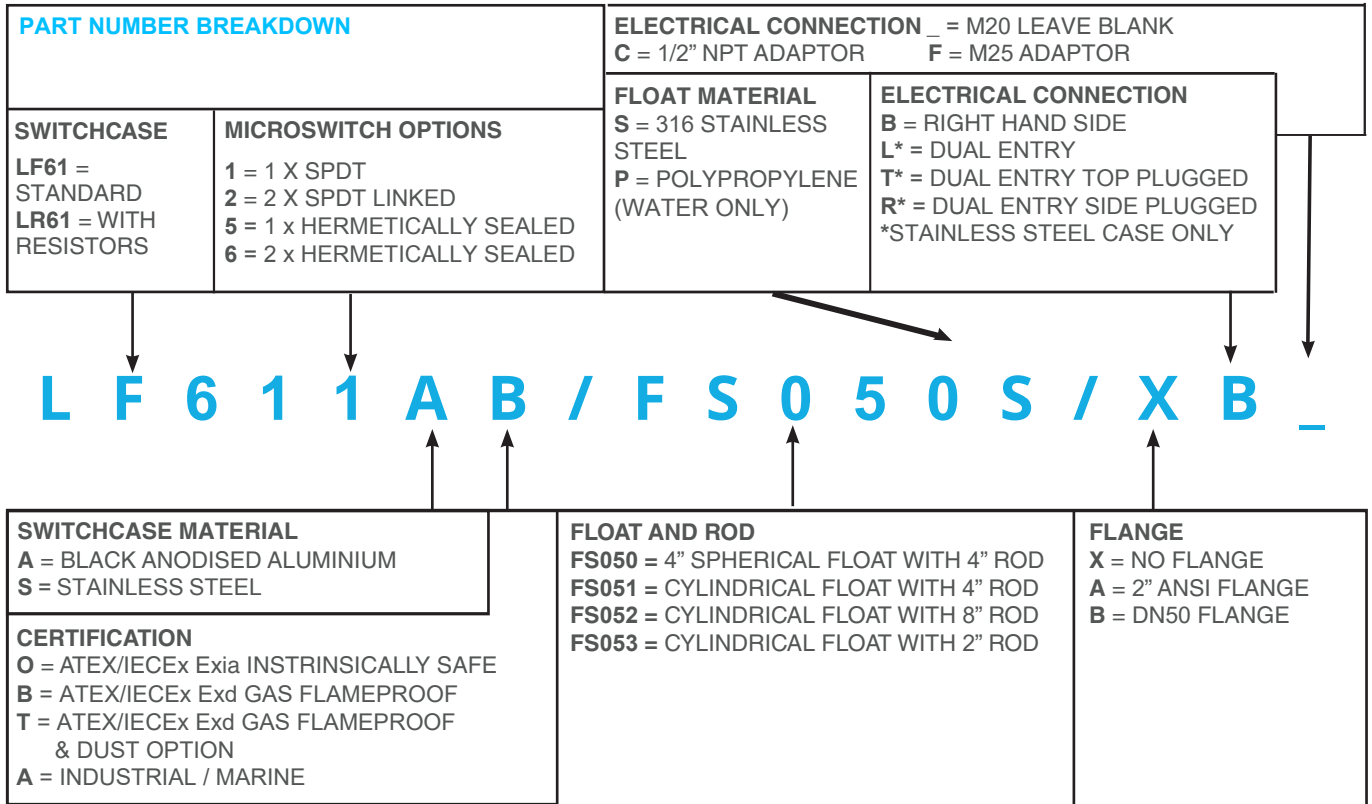 PART NUMBER BREAKDOWN
ELECTRICAL CONNECTION _ = M20 LEAVE BLANK
C = 1/2” NPT ADAPTOR F = M25 ADAPTOR
SWITCHCASE
LF61 =
STANDARD
LR61 = WITH
RESISTORS
MICROSWITCH OPTIONS
1 = 1 X SPDT
2 = 2 X SPDT LINKED
5 = 1 x HERMETICALLY SEALED
6 = 2 x HERMETICALLY SEALED
FLOAT MATERIAL
S = 316 STAINLESS
STEEL
P = POLYPROPYLENE
(WATER ONLY)
ELECTRICAL CONNECTION
B = RIGHT HAND SIDE
L* = DUAL ENTRY
T* = DUAL ENTRY TOP PLUGGED
R* = DUAL ENTRY SIDE PLUGGED
*STAINLESS STEEL CASE ONLY
L F 6 1 1 A B / F S 0 5 0 S / X B _
SWITCHCASE MATERIAL
A = BLACK ANODISED ALUMINIUM
S = STAINLESS STEEL
CERTIFICATION
O = ATEX/IECEx Exia INSTRINSICALLY SAFE
B = ATEX/IECEx Exd GAS FLAMEPROOF
T = ATEX/IECEx Exd GAS FLAMEPROOF
& DUST OPTION
A = INDUSTRIAL / MARINE
FLOAT AND ROD
FS050 = 4” SPHERICAL FLOAT WITH 4” ROD
FS051 = CYLINDRICAL FLOAT WITH 4” ROD
FS052 = CYLINDRICAL FLOAT WITH 8” ROD
FS053 = CYLINDRICAL FLOAT WITH 2” ROD
FLANGE
X = NO FLANGE
A = 2” ANSI FLANGE
B = DN50 FLANGE